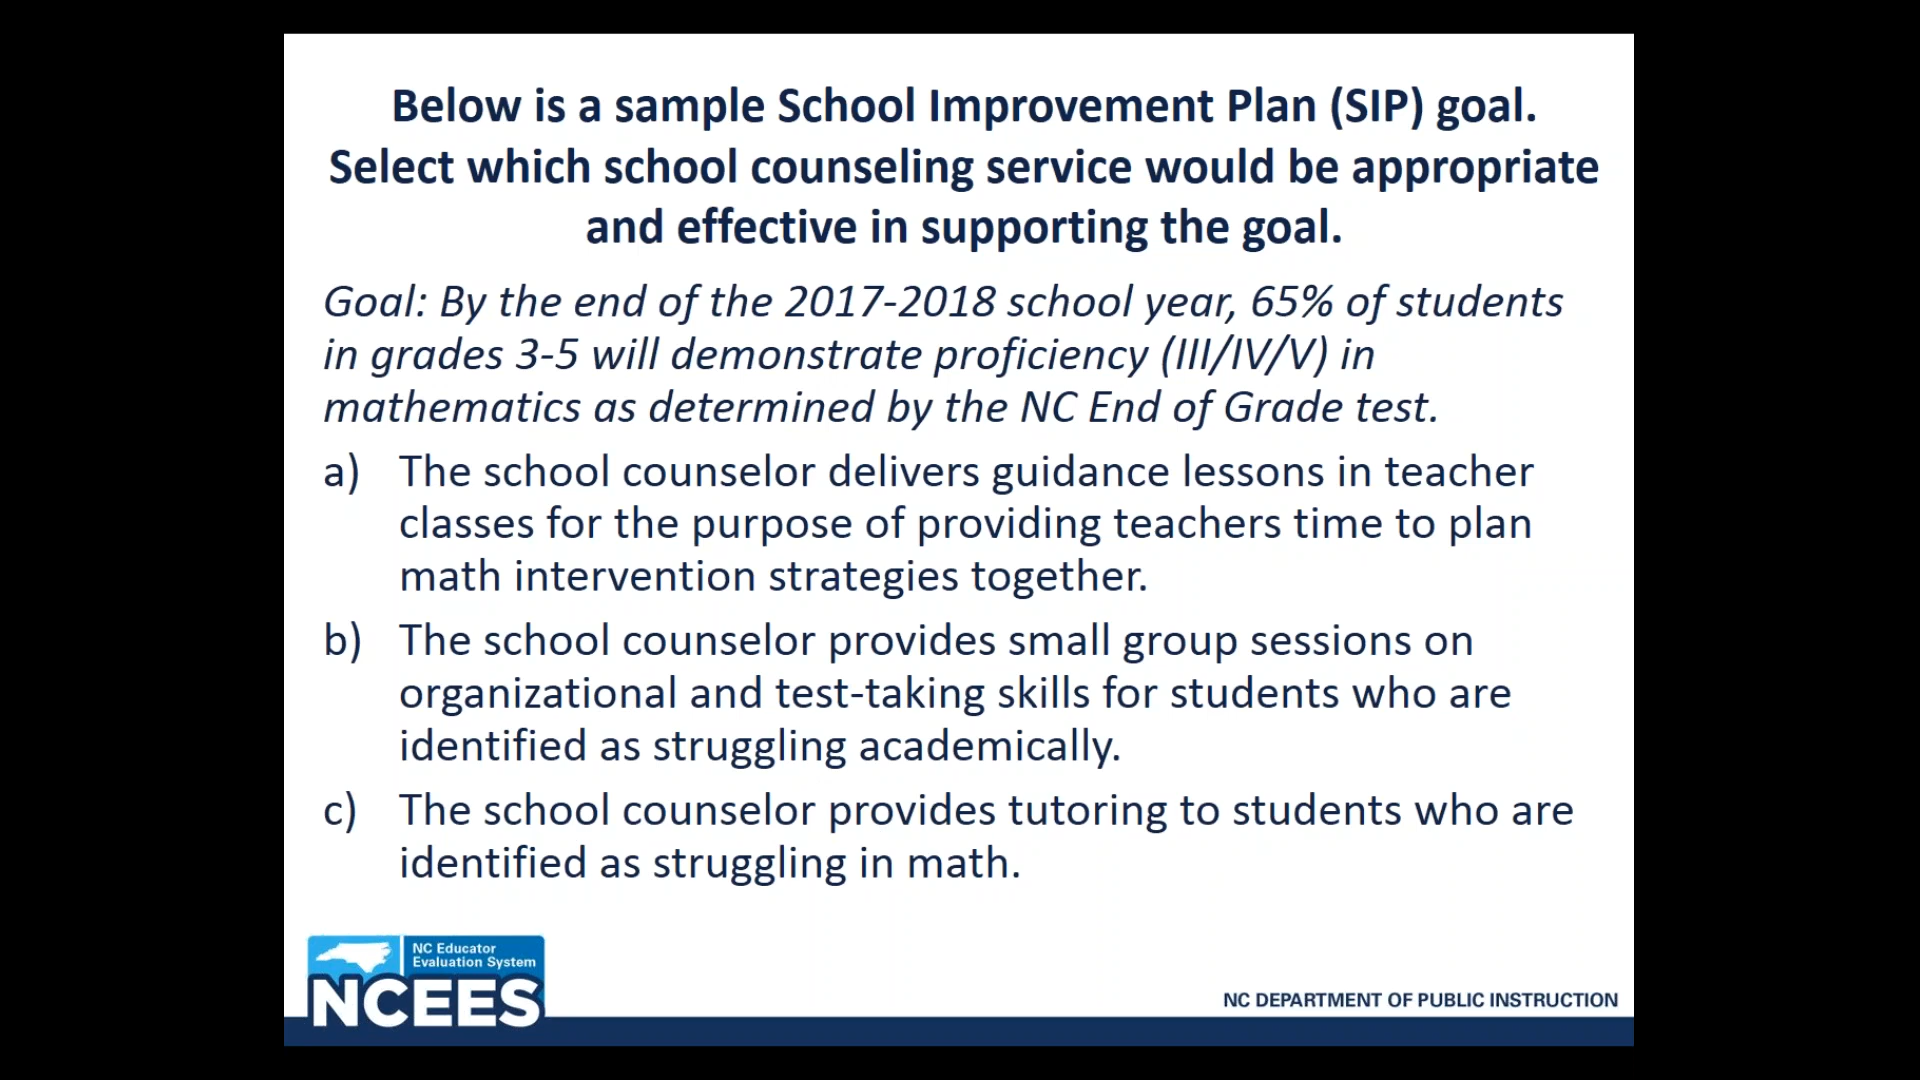 Below is a sample School Improvement Plan (SIP) goal.
Select which school counseling service would be appropriate
and effective in supporting the goal.
Goal: By the end of the 2017-2018 school year, 65% of students
in grades 3-5 will demonstrate proficiency (III/IV/V) in
mathematics as determined by the NC End of Grade test.
a) The school counselor delivers guidance lessons in teacher
classes for the purpose of providing teachers time to plan
math intervention strategies together.
b) The school counselor provides small group sessions on
organizational and test-taking skills for students who are
identified as struggling academically.
c) The school counselor provides tutoring to students who are
identified as struggling in math.
NC Educator
Evaluation System
NCEES
NC DEPARTMENT OF PUBLIC INSTRUCTION